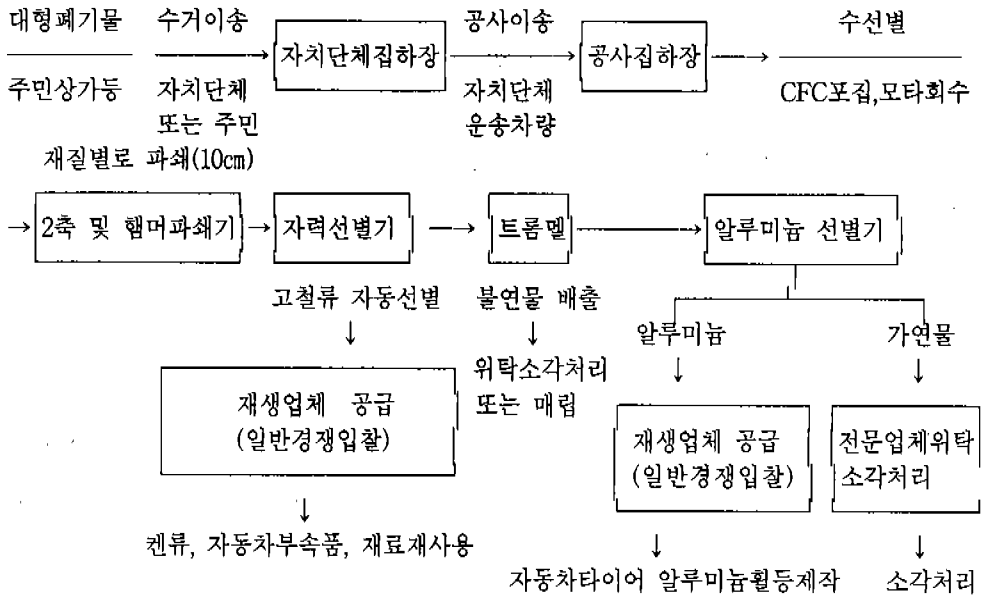 대형폐기물 수거이송 공사이송 수선별
자치단체집하장 공사집하장
주민상가등 자치단체 자치단체 CFC포집,모타회수
또는 주민 운송차량
재질별로 파쇄(10cm)
→ 2축 및 햄머파쇄기 → 자력선별기 → 트롬멜 → 알루미늄 선별기
고철류 자동선별 불연물 배출
알루미늄 가연물
위탁소각처리
또는 매립
재생업체 공급
(일반경쟁입찰)
재생업체 공급 전문업체위탁
(일반경쟁입찰) 소각처리
켄류, 자동차부속품, 재료재사용
자동차타이어 알루미늄휠등제작 소각처리